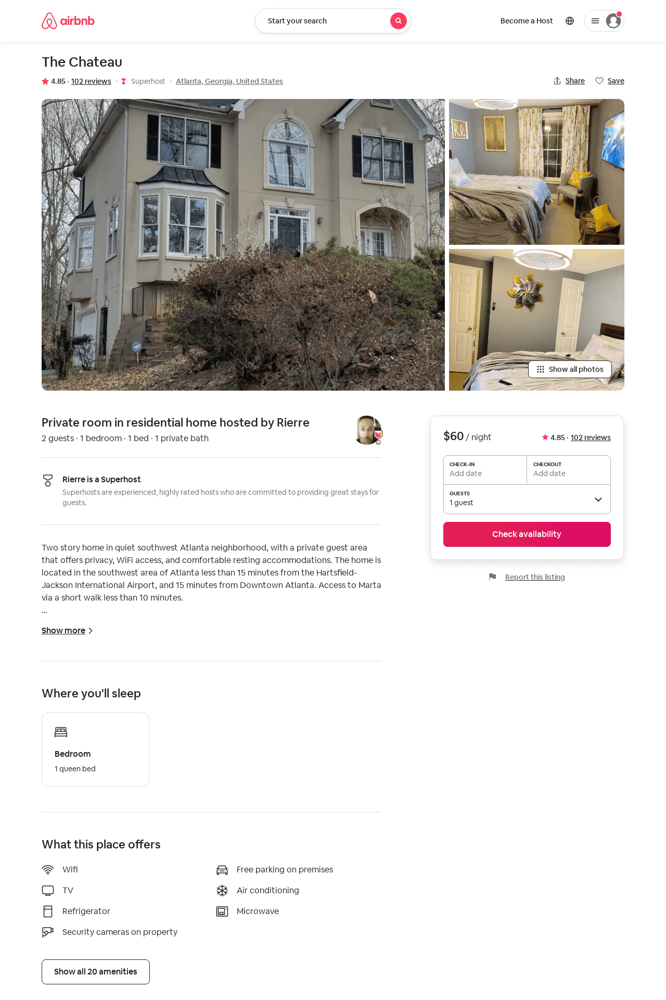 airbnb
Start your search
Become a Host
The Chateau
4.85 · 102 reviews · Superhost · Atlanta, Georgia, United States
Share
Save
RR
ADT
Show all photos
Private room in residential home hosted by Rierre
2 guests · 1 bedroom · 1 bed · 1 private bath
Rierre is a Superhost
Superhosts are experienced, highly rated hosts who are committed to providing great stays for
guests.
Two story home in quiet southwest Atlanta neighborhood, with a private guest area
that offers privacy, WiFi access, and comfortable resting accommodations. The home is
located in the southwest area of Atlanta less than 15 minutes from the Hartsfield-
Jackson International Airport, and 15 minutes from Downtown Atlanta. Access to Marta
via a short walk less than 10 minutes.
...
Show more
$60 / night
4.85 · 102 reviews
CHECK-IN
Add date
CHECKOUT
Add date
GUESTS
1 guest
Check availability
Report this listing
Where you'll sleep
Bedroom
1 queen bed
What this place offers
Wifi
Free parking on premises
TV
Air conditioning
Refrigerator
Microwave
Security cameras on property
Show all 20 amenities